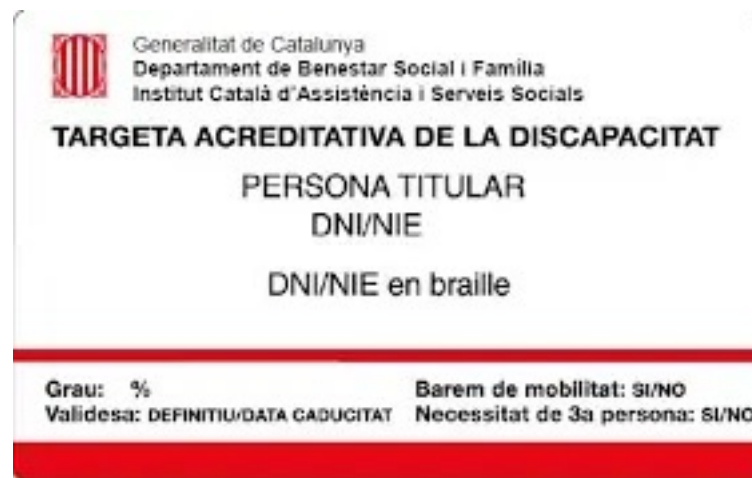 Generalitat de Catalunya
Departament de Benestar Social i Família
Institut Català d'Assistència i Serveis Socials
TARGETA ACREDITATIVA DE LA DISCAPACITAT
PERSONA TITULAR
DNI/NIE
DNI/NIE en braille
Grau: % Barem de mobilitat: SI/NO
Validesa: DEFINITIU/DATA CADUCITAT Necessitat de 3a persona: SI/NO